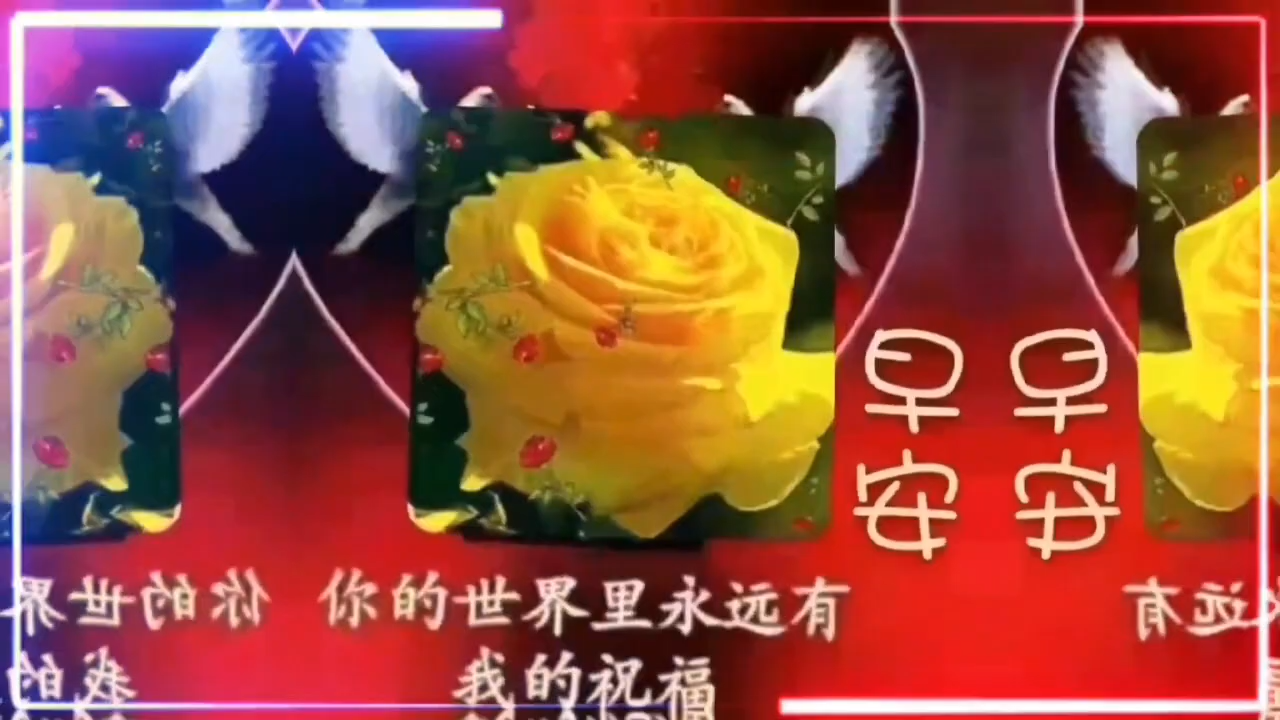 早 早
安 安
你的世界里永远有
我的祝福